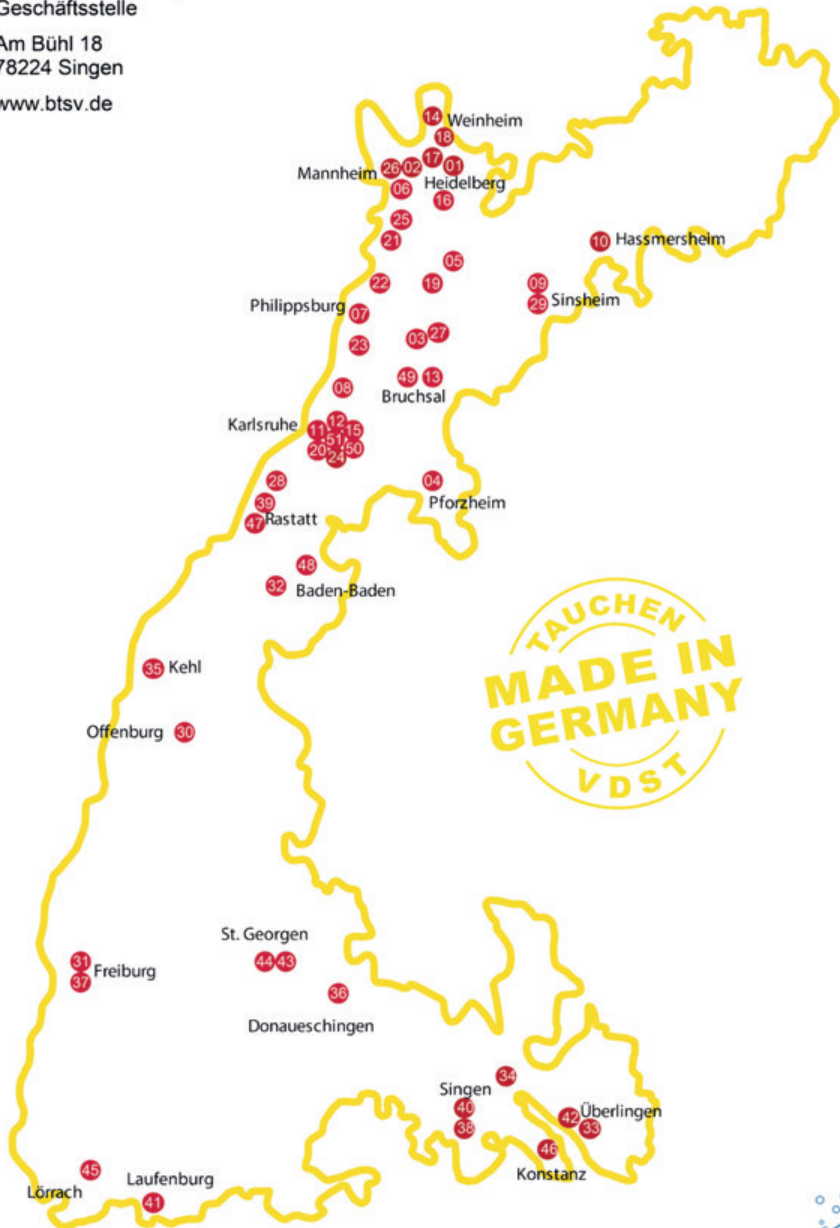 Geschäftsstelle
Am Bühl 18
78224 Singen
www.btsv.de
14
Weinheim
18
17
Mannheim
26
02
01
Heidelberg
06
16
25
21
10
Hassmersheim
05
22
19
09
29
Sinsheim
Philippsburg
07
23
03
27
08
49
13
Bruchsal
Karlsruhe
12
11
15
51
20
50
24
28
04
Pforzheim
39
47
Rastatt
48
32
Baden-Baden
TAUCHEN
MADE IN
GERMANY
VDST
35
Kehl
Offenburg
30
St. Georgen
31
44
43
Freiburg
37
36
Donaueschingen
34
Singen
40
38
42
Überlingen
33
46
Konstanz
45
Lörrach
Laufenburg
41